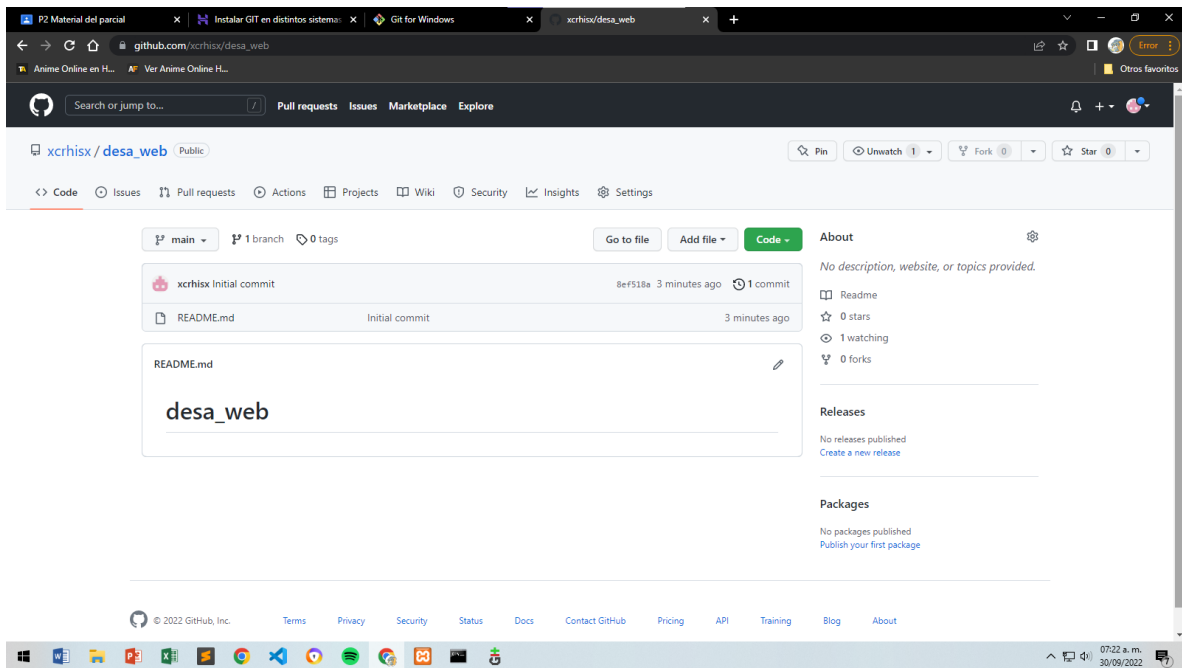 P2 Material del parcial
Instalar GIT en distintos sistemas
Git for Windows
xcrhisx/desa_web
github.com/xcrhisx/desa_web
Error
Anime Online en H...
Ver Anime Online H...
Otros favoritos
Search or jump to...
/
Pull requests Issues Marketplace Explore
xcrhisx / desa_web Public
Pin
Unwatch 1
Fork 0
Star 0
Code Issues Pull requests Actions Projects Wiki Security Insights Settings
main 1 branch 0 tags
Go to file Add file Code
xcrhisx Initial commit 8ef518a 3 minutes ago 1 commit
README.md Initial commit 3 minutes ago
README.md
desa_web
About
No description, website, or topics provided.
Readme
0 stars
1 watching
0 forks
Releases
No releases published
Create a new release
Packages
No packages published
Publish your first package
© 2022 GitHub, Inc. Terms Privacy Security Status Docs Contact GitHub Pricing API Training Blog About
07:22 a. m.
30/09/2022